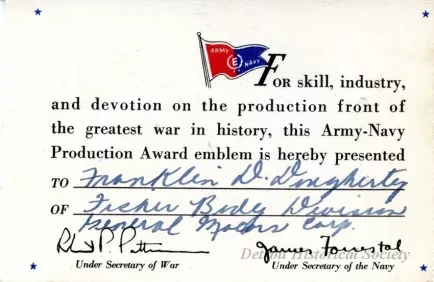 ARMY E NAVY
FOR skill, industry,
and devotion on the production front of
the greatest war in history, this Army-Navy
Production Award emblem is hereby presented
TO Franklin D. Dougherty
OF Fisher Body Division
General Motors Corp.
Robert P. Patterson James Forrestal
Under Secretary of War Under Secretary of the Navy
Detroit Historical Society